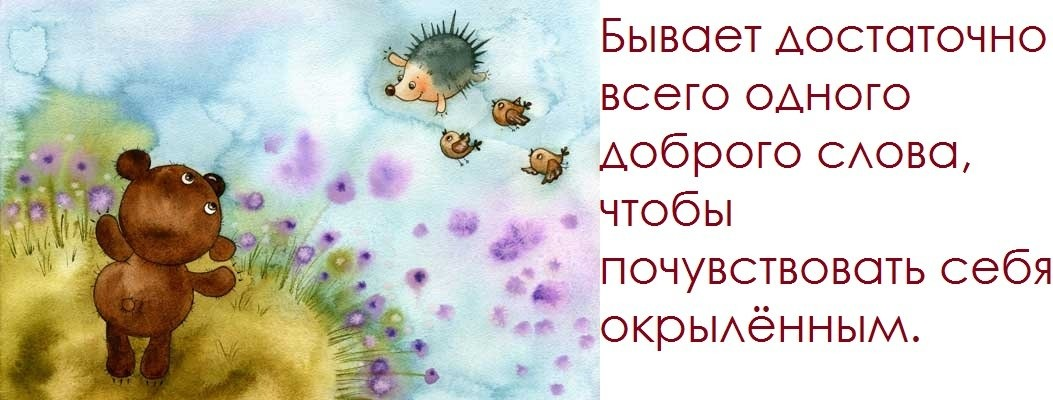 Бывает достаточно
всего одного
доброго слова,
чтобы
почувствовать себя
окрылённым.